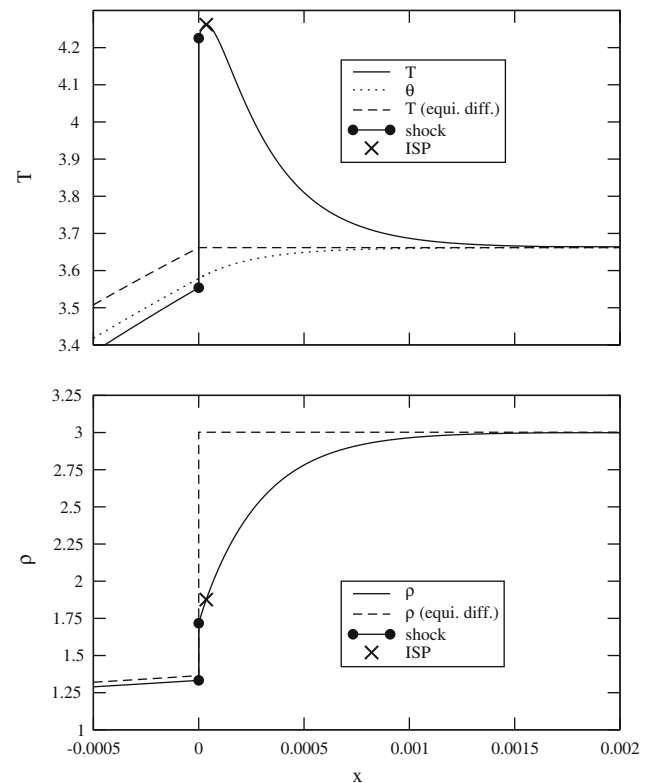 4.2
4.1
4
3.9
3.8
3.7
3.6
3.5
3.4
T
T
θ
T (equi. diff.)
shock
ISP
3.25
3
2.75
2.5
2.25
2
1.75
1.5
1.25
1
ρ
ρ
ρ (equi. diff.)
shock
ISP
-0.0005
0
0.0005
0.001
0.0015
0.002
x